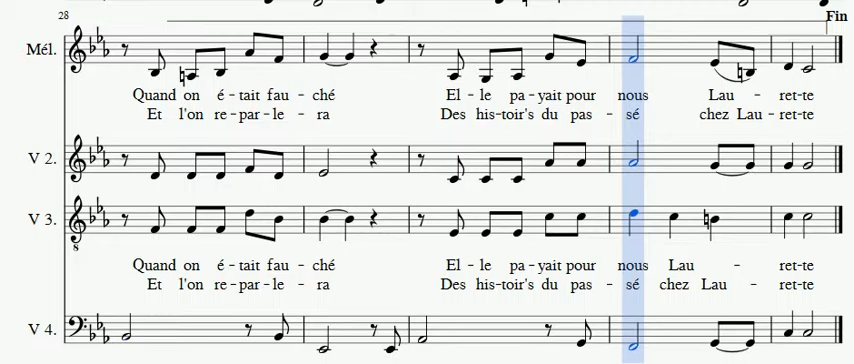 28
Fin
Mél.
Quand on é - tait fau - ché El - le pa - yait pour nous Lau - ret-te
Et l'on re - par - le - ra Des his-toir's du pas - sé chez Lau - ret-te
V 2.
V 3.
8
Quand on é - tait fau - ché El - le pa - yait pour nous Lau - ret-te
Et l'on re - par - le - ra Des his-toir's du pas - sé chez Lau - ret-te
V 4.